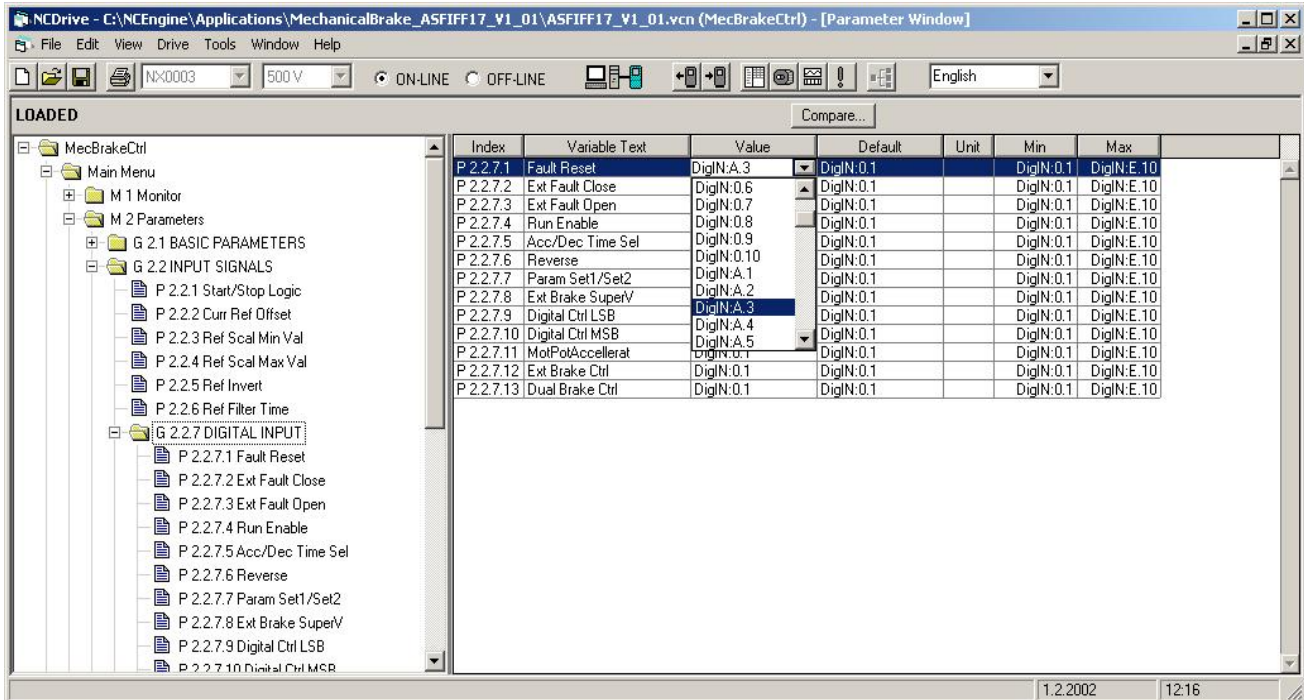 NCDrive - C:\NCEngine\Applications\MechanicalBrake_ASFIFF17_V1_01\ASFIFF17_V1_01.vcn (MecBrakeCtrl) - [Parameter Window]
File Edit View Drive Tools Window Help
NX0003 500 V ON-LINE OFF-LINE English
LOADED Compare...
MecBrakeCtrl
Main Menu
M 1 Monitor
M 2 Parameters
G 2.1 BASIC PARAMETERS
G 2.2 INPUT SIGNALS
P 2.2.1 Start/Stop Logic
P 2.2.2 Curr Ref Offset
P 2.2.3 Ref Scal Min Val
P 2.2.4 Ref Scal Max Val
P 2.2.5 Ref Invert
P 2.2.6 Ref Filter Time
G 2.2.7 DIGITAL INPUT
P 2.2.7.1 Fault Reset
P 2.2.7.2 Ext Fault Close
P 2.2.7.3 Ext Fault Open
P 2.2.7.4 Run Enable
P 2.2.7.5 Acc/Dec Time Sel
P 2.2.7.6 Reverse
P 2.2.7.7 Param Set1/Set2
P 2.2.7.8 Ext Brake SuperV
P 2.2.7.9 Digital Ctrl LSB
P 2.2.7.10 Digital Ctrl MSB
Index Variable Text Value Default Unit Min Max
P 2.2.7.1 Fault Reset DigIN:A.3 DigIN:0.1 DigIN:0.1 DigIN:E.10
P 2.2.7.2 Ext Fault Close DigIN:0.1 DigIN:0.1 DigIN:E.10
P 2.2.7.3 Ext Fault Open DigIN:0.1 DigIN:0.1 DigIN:E.10
P 2.2.7.4 Run Enable DigIN:0.1 DigIN:0.1 DigIN:E.10
P 2.2.7.5 Acc/Dec Time Sel DigIN:0.1 DigIN:0.1 DigIN:E.10
P 2.2.7.6 Reverse DigIN:0.1 DigIN:0.1 DigIN:E.10
P 2.2.7.7 Param Set1/Set2 DigIN:0.1 DigIN:0.1 DigIN:E.10
P 2.2.7.8 Ext Brake SuperV DigIN:0.1 DigIN:0.1 DigIN:E.10
P 2.2.7.9 Digital Ctrl LSB DigIN:0.1 DigIN:0.1 DigIN:E.10
P 2.2.7.10 Digital Ctrl MSB DigIN:0.1 DigIN:0.1 DigIN:E.10
P 2.2.7.11 MotPotAccellerat DigIN:0.1 DigIN:0.1 DigIN:0.1 DigIN:E.10
P 2.2.7.12 Ext Brake Ctrl DigIN:0.1 DigIN:0.1 DigIN:0.1 DigIN:E.10
P 2.2.7.13 Dual Brake Ctrl DigIN:0.1 DigIN:0.1 DigIN:0.1 DigIN:E.10
DigIN:0.6
DigIN:0.7
DigIN:0.8
DigIN:0.9
DigIN:0.10
DigIN:A.1
DigIN:A.2
DigIN:A.3
DigIN:A.4
DigIN:A.5
1.2.2002 12:16